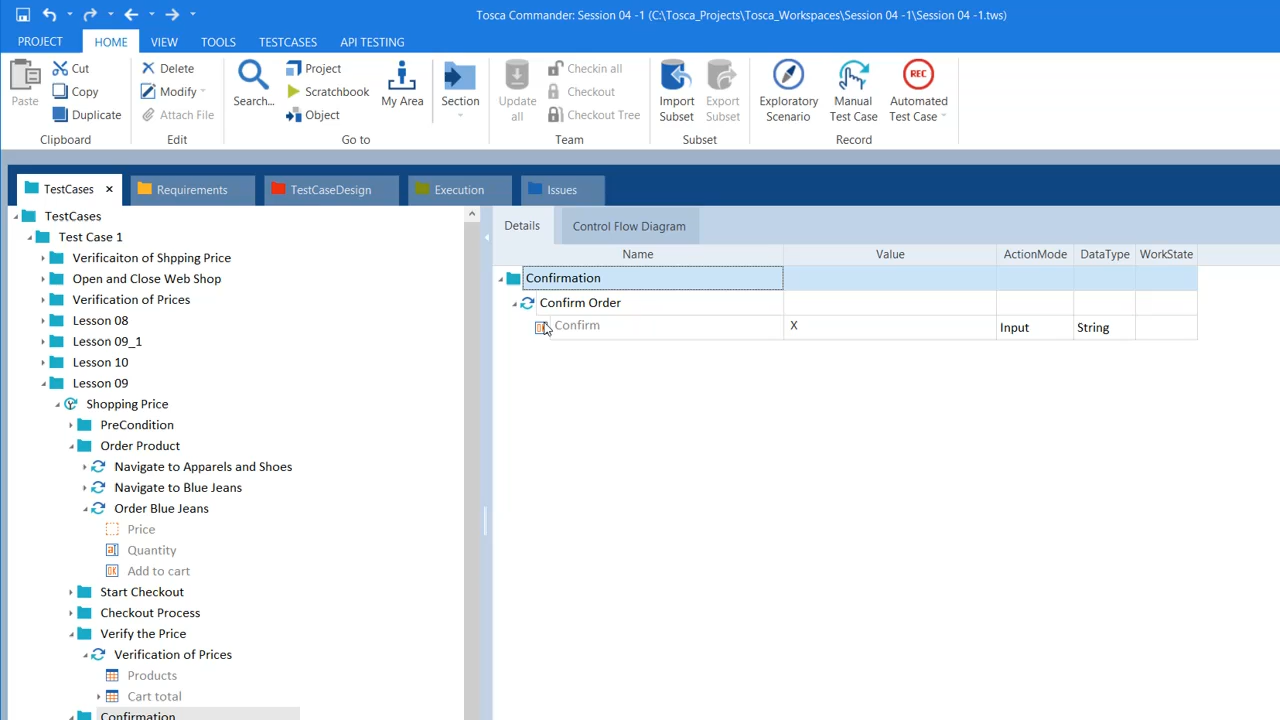 Tosca Commander: Session 04 -1 (C:\Tosca_Projects\Tosca_Workspaces\Session 04 -1\Session 04 -1.tws)
PROJECT HOME VIEW TOOLS TESTCASES API TESTING
Paste
Cut
Copy
Duplicate
Clipboard
Delete
Modify
Attach File
Edit
Search...
Project
Scratchbook
Object
My Area
Go to
Section
Update all
Checkin all
Checkout
Checkout Tree
Team
Import Subset
Export Subset
Subset
Exploratory Scenario
Manual Test Case
REC
Automated Test Case
Record
TestCases × Requirements TestCaseDesign Execution Issues
TestCases
Test Case 1
Verificaiton of Shpping Price
Open and Close Web Shop
Verification of Prices
Lesson 08
Lesson 09_1
Lesson 10
Lesson 09
Shopping Price
PreCondition
Order Product
Navigate to Apparels and Shoes
Navigate to Blue Jeans
Order Blue Jeans
Price
Quantity
Add to cart
Start Checkout
Checkout Process
Verify the Price
Verification of Prices
Products
Cart total
Confirmation
Details Control Flow Diagram
Name Value ActionMode DataType WorkState
Confirmation
Confirm Order
Confirm X Input String